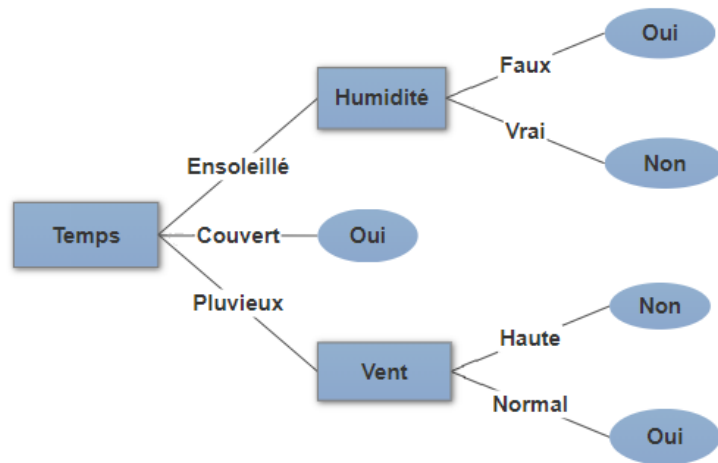 Oui
Faux
Humidité
Vrai
Non
Ensoleillé
Temps
Couvert
Oui
Pluvieux
Non
Haute
Vent
Normal
Oui